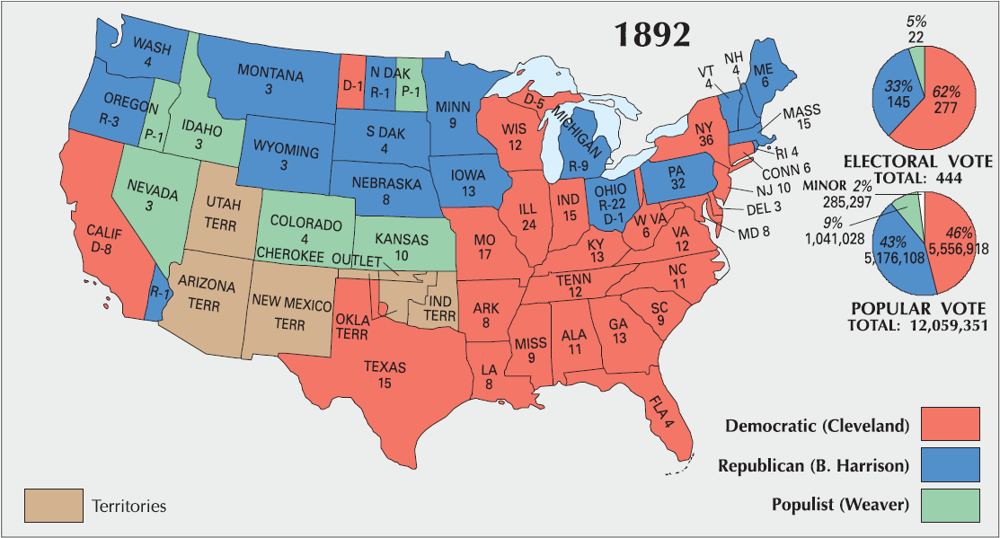 1892
WASH
4
OREGON
R-3
P-1
CALIF
D-8
R-1
NEVADA
3
IDAHO
3
MONTANA
3
WYOMING
3
UTAH
TERR
COLORADO
4
ARIZONA
TERR
NEW MEXICO
TERR
D-1
N DAK
R-1
P-1
S DAK
4
NEBRASKA
8
KANSAS
10
CHEROKEE OUTLET
OKLA
TERR
IND
TERR
TEXAS
15
MINN
9
IOWA
13
MO
17
ARK
8
LA
8
WIS
12
ILL
24
D-5
MICHIGAN
R-9
IND
15
OHIO
R-22
D-1
KY
13
TENN
12
MISS
9
ALA
11
GA
13
FLA 4
SC
9
NC
11
VA
12
W VA
6
PA
32
NY
36
VT
4
NH
4
ME
6
MASS
15
RI 4
CONN 6
NJ 10
DEL 3
MD 8
5%
22
33%
145
62%
277
ELECTORAL VOTE
TOTAL: 444
MINOR 2%
285,297
9%
1,041,028
43%
5,176,108
46%
5,556,918
POPULAR VOTE
TOTAL: 12,059,351
Democratic (Cleveland)
Republican (B. Harrison)
Populist (Weaver)
Territories